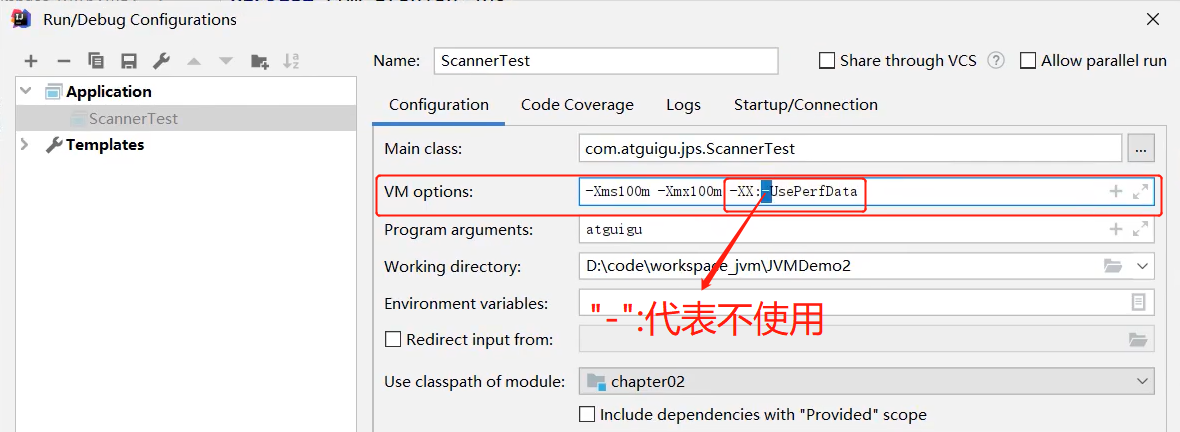 Run/Debug Configurations
Name: ScannerTest
Share through VCS ?
Allow parallel run
Application
ScannerTest
Templates
Configuration Code Coverage Logs Startup/Connection
Main class: com.atguigu.jps.ScannerTest ...
VM options: -Xms100m -Xmx100m -XX:-UsePerfData
Program arguments: atguigu
Working directory: D:\code\workspace_jvm\JVMDemo2
Environment variables:
"-":代表不使用
Redirect input from:
Use classpath of module: chapter02
Include dependencies with "Provided" scope